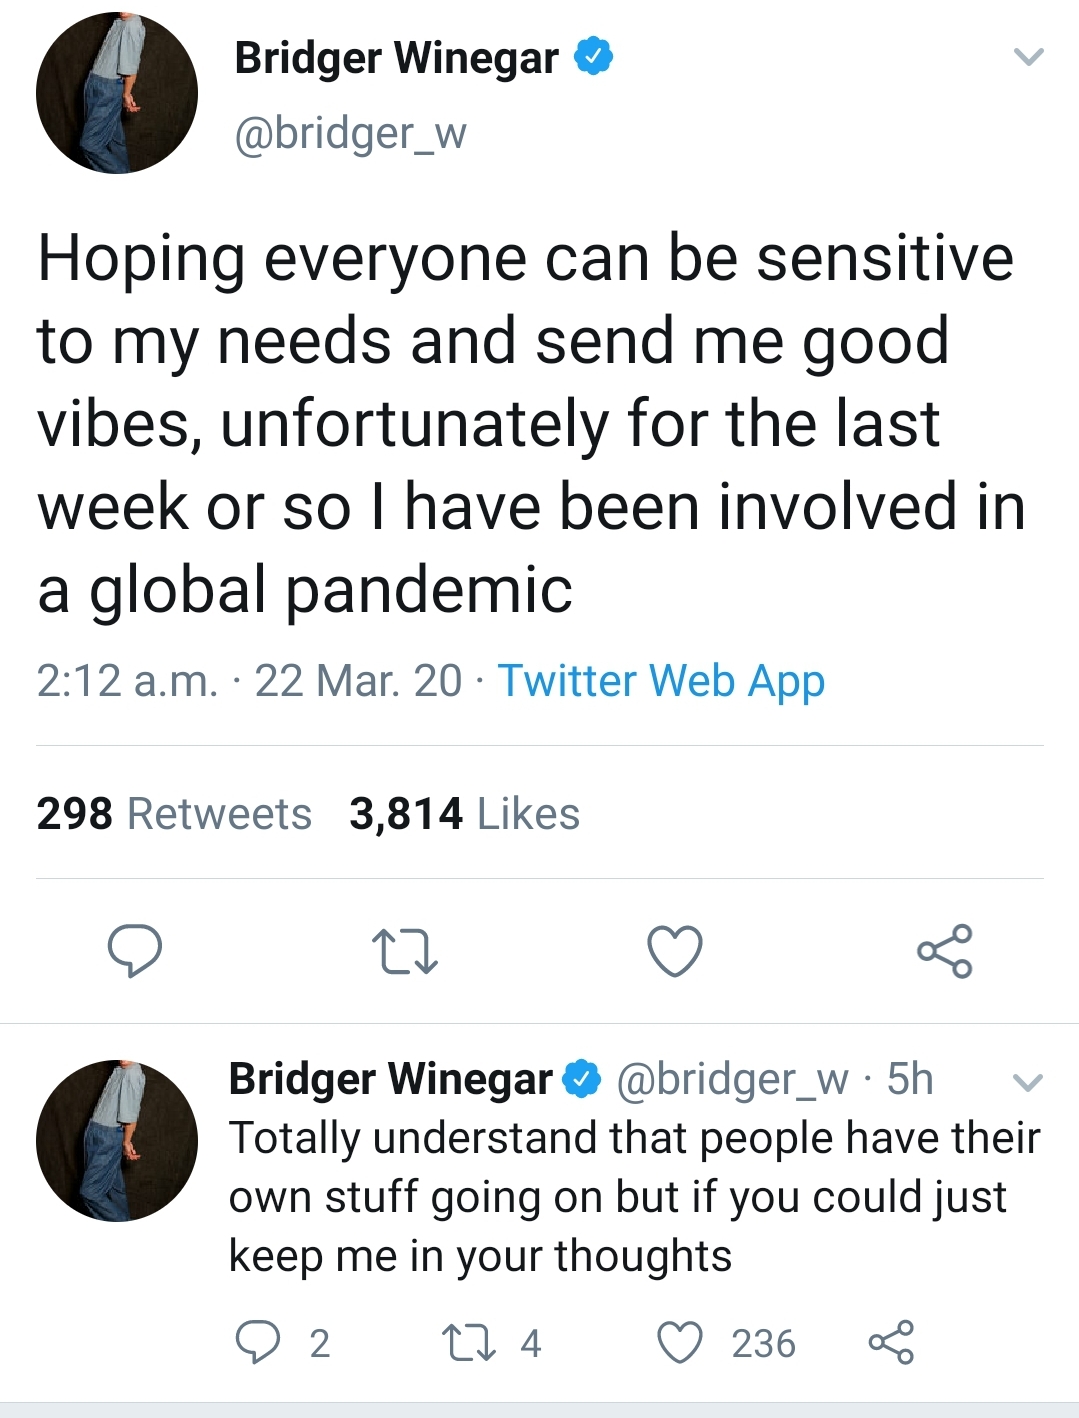 Bridger Winegar
@bridger_w
Hoping everyone can be sensitive
to my needs and send me good
vibes, unfortunately for the last
week or so I have been involved in
a global pandemic
2:12 a.m. · 22 Mar. 20 · Twitter Web App
298 Retweets 3,814 Likes
Bridger Winegar @bridger_w · 5h
Totally understand that people have their
own stuff going on but if you could just
keep me in your thoughts
2 4 236